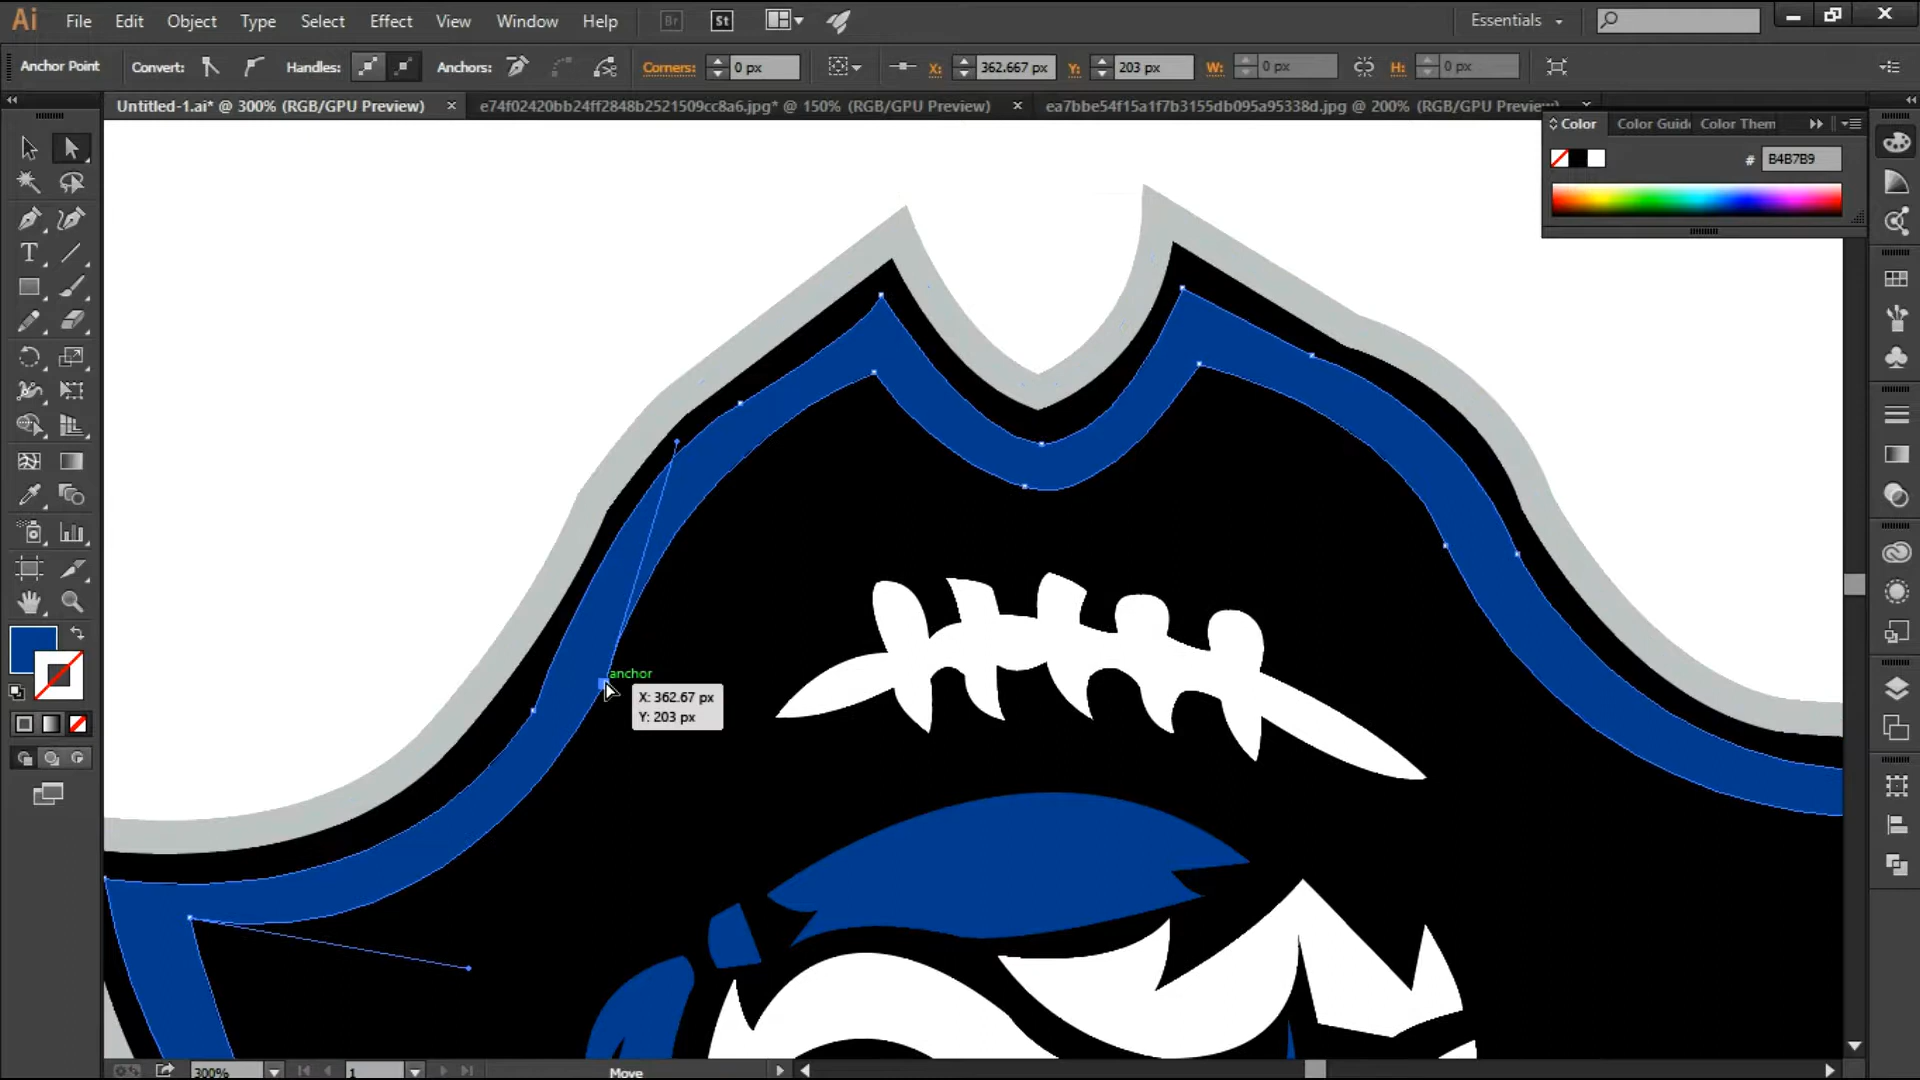 Ai File Edit Object Type Select Effect View Window Help Br St Essentials
Anchor Point Convert: Handles: Anchors: Corners: 0 px X: 362.667 px Y: 203 px W: 0 px H: 0 px
Untitled-1.ai* @ 300% (RGB/GPU Preview) × e74f02420bb24ff2848b2521509cc8a6.jpg* @ 150% (RGB/GPU Preview) × ea7bbe54f15a1f7b3155db095a95338d.jpg @ 200% (RGB/GPU Preview)
Color Color Guide Color Them
# B4B7B9
T
anchor
X: 362.67 px
Y: 203 px
300% 1 Move